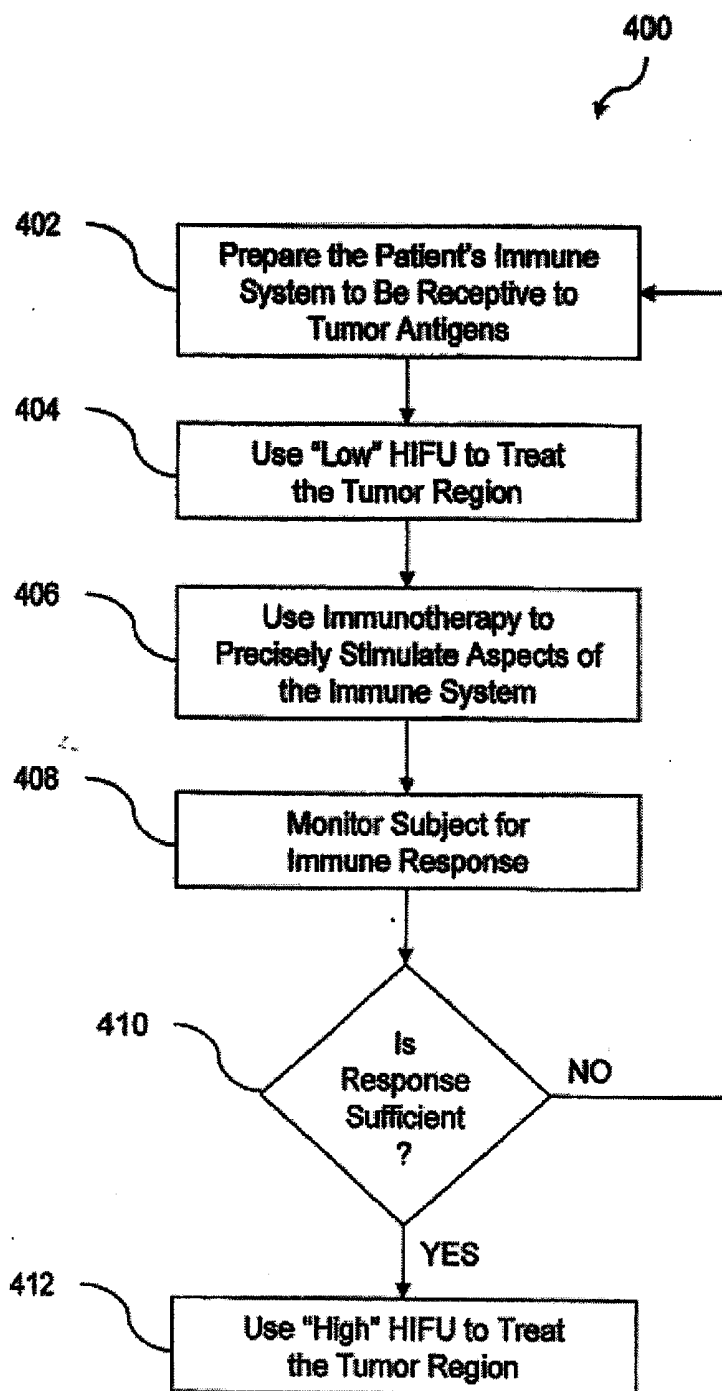 400
402
Prepare the Patient's Immune
System to Be Receptive to
Tumor Antigens
404
Use "Low" HIFU to Treat
the Tumor Region
406
Use Immunotherapy to
Precisely Stimulate Aspects of
the Immune System
408
Monitor Subject for
Immune Response
410
Is
Response
Sufficient
?
NO
YES
412
Use "High" HIFU to Treat
the Tumor Region